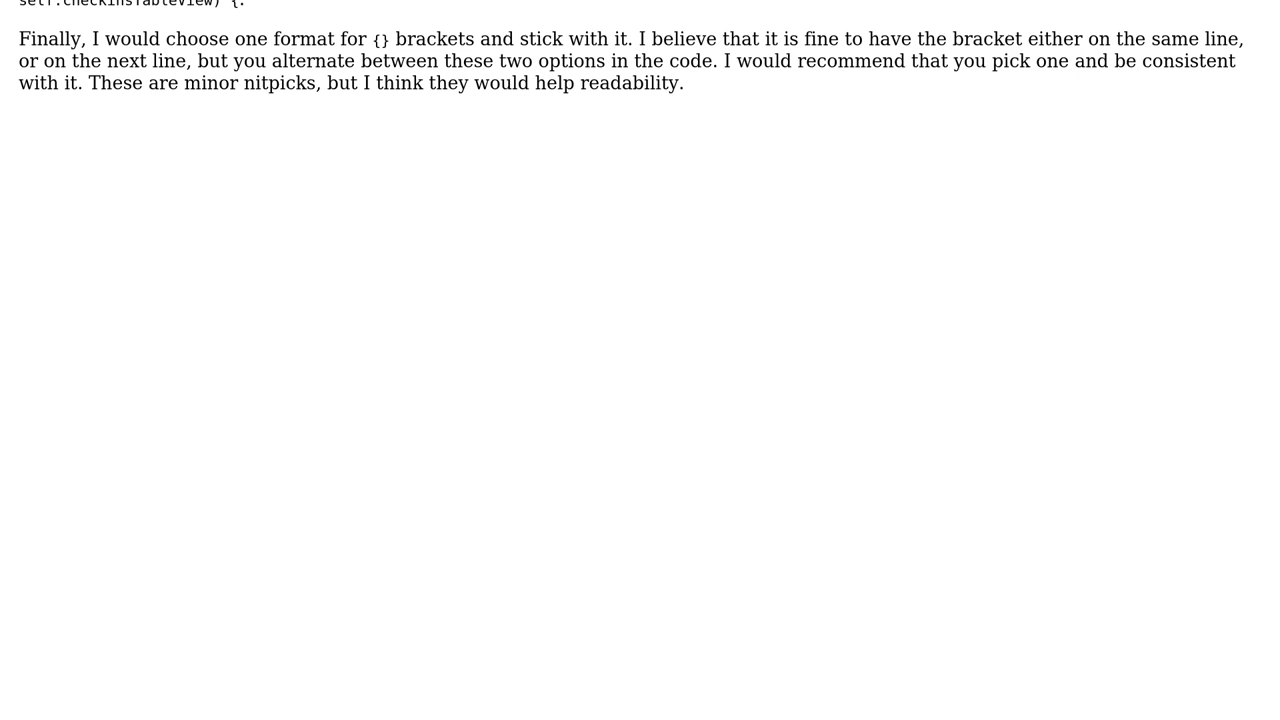 self.checkinsTableView) {.
Finally, I would choose one format for {} brackets and stick with it. I believe that it is fine to have the bracket either on the same line,
or on the next line, but you alternate between these two options in the code. I would recommend that you pick one and be consistent
with it. These are minor nitpicks, but I think they would help readability.